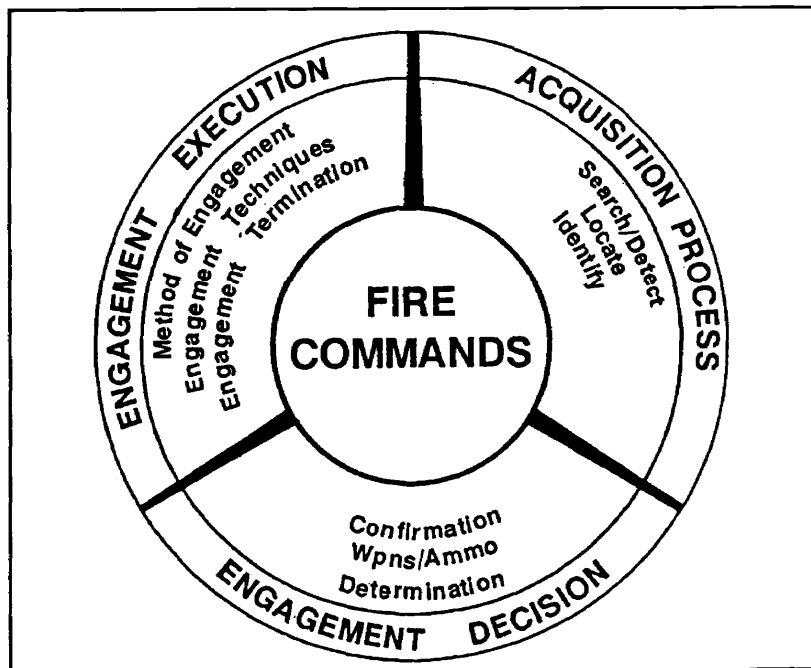 FIRE
COMMANDS
ACQUISITION PROCESS
Search/Detect
Locate
Identify
ENGAGEMENT DECISION
Confirmation
Wpns/Ammo
Determination
ENGAGEMENT EXECUTION
Method of Engagement
Engagement Techniques
Engagement Termination